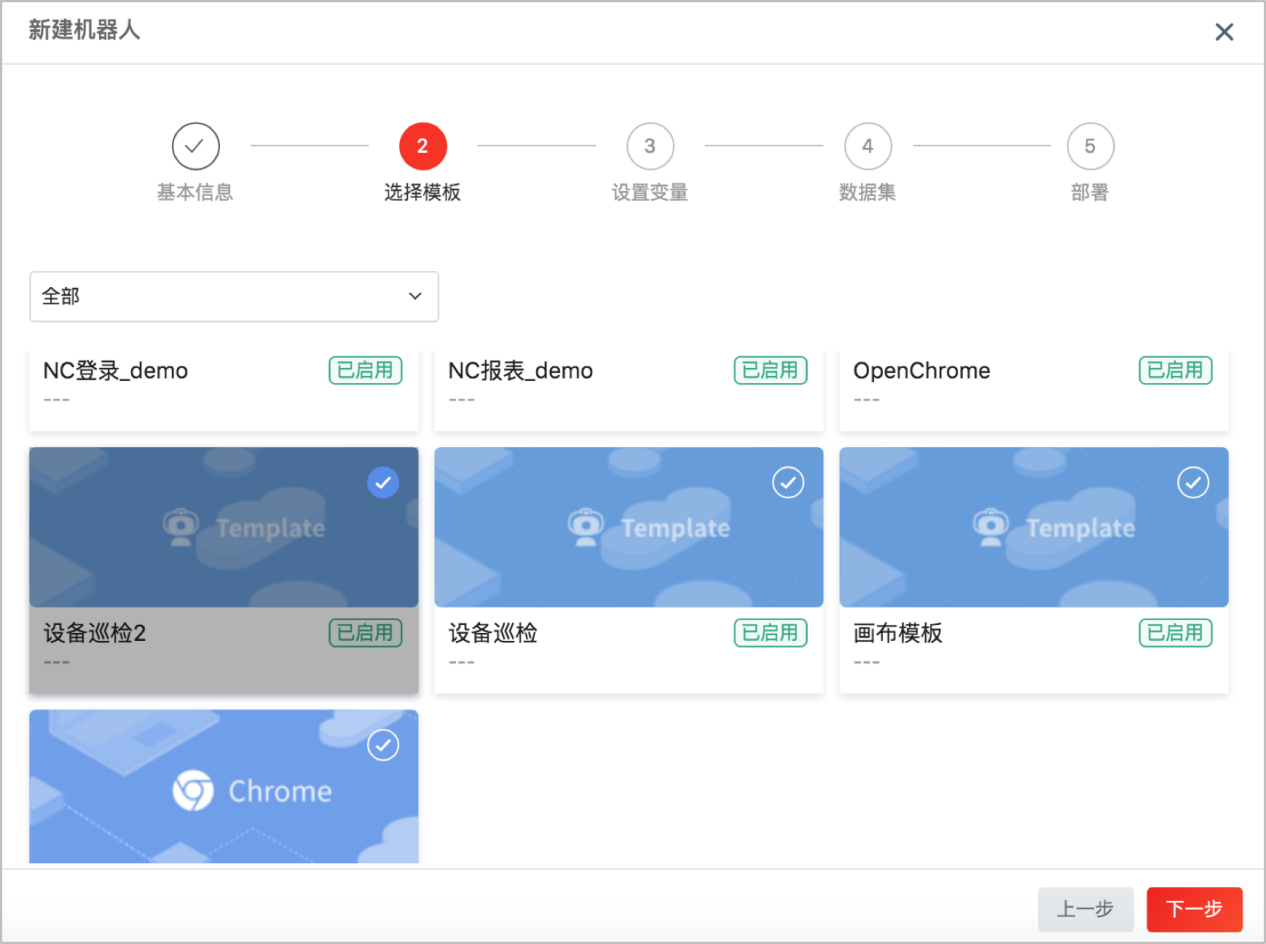 新建机器人
2
3
4
5
基本信息
选择模板
设置变量
数据集
部署
全部
NC登录_demo
已启用
---
NC报表_demo
已启用
---
OpenChrome
已启用
---
Template
设备巡检2
已启用
---
Template
设备巡检
已启用
---
Template
画布模板
已启用
---
Chrome
上一步
下一步